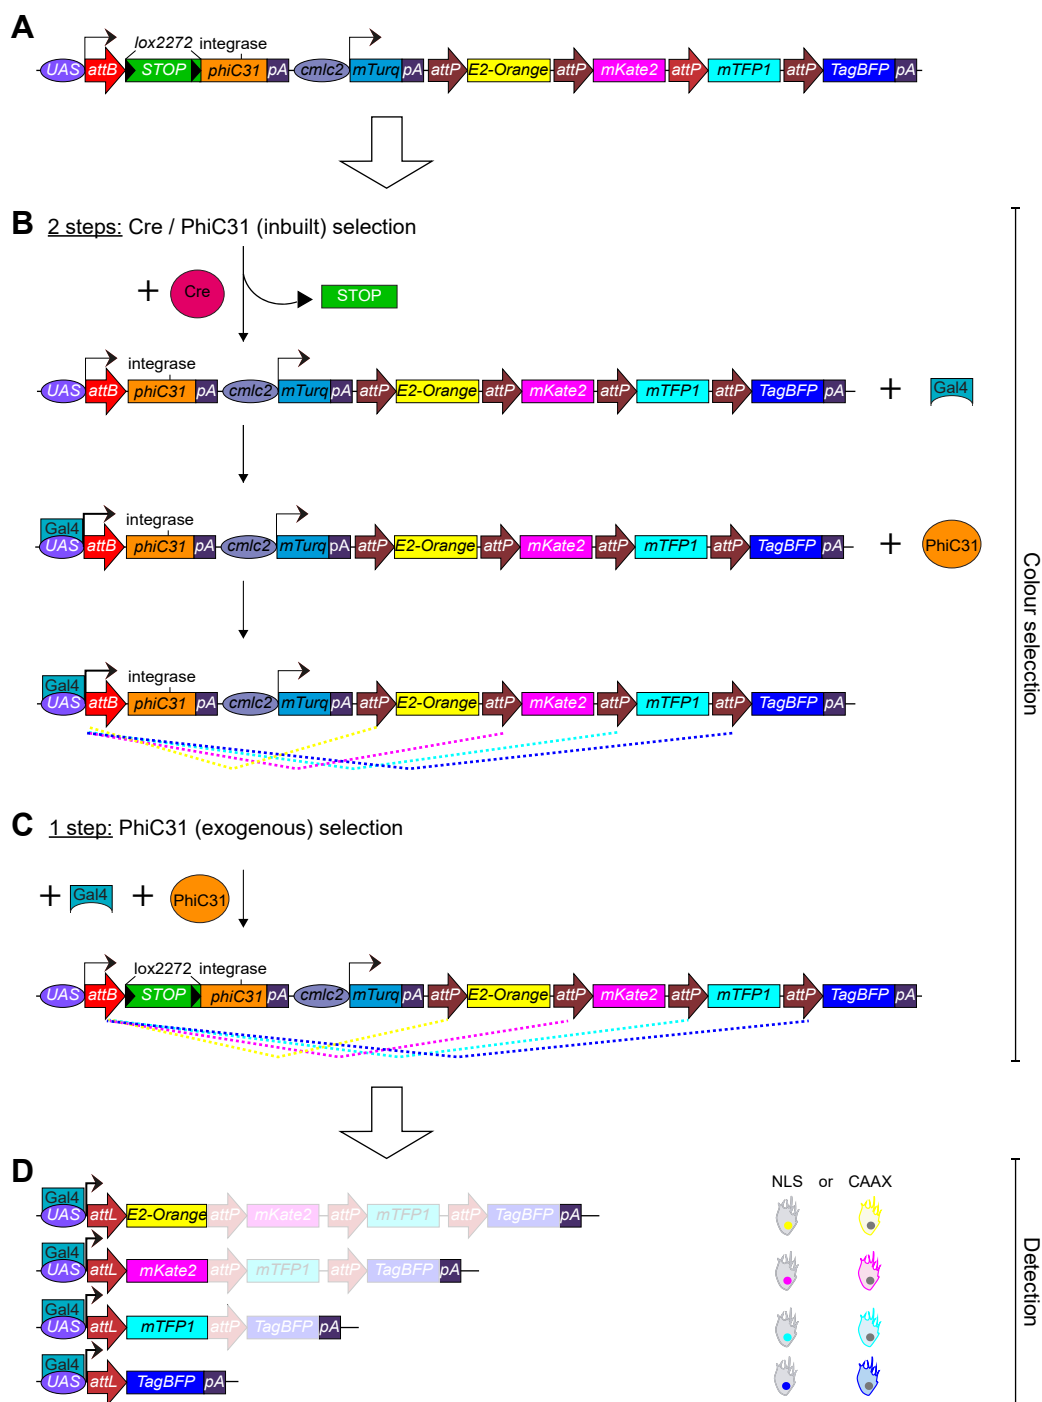 A
lox2272 integrase
UAS attB STOP phiC31 pA cmlc2 mTurq pA attP E2-Orange attP mKate2 attP mTFP1 attP TagBFP pA
B 2 steps: Cre / PhiC31 (inbuilt) selection
+ Cre STOP
integrase
UAS attB phiC31 pA cmlc2 mTurq pA attP E2-Orange attP mKate2 attP mTFP1 attP TagBFP pA + Gal4
integrase
Gal4
UAS attB phiC31 pA cmlc2 mTurq pA attP E2-Orange attP mKate2 attP mTFP1 attP TagBFP pA + PhiC31
integrase
Gal4
UAS attB phiC31 pA cmlc2 mTurq pA attP E2-Orange attP mKate2 attP mTFP1 attP TagBFP pA
Colour selection
C 1 step: PhiC31 (exogenous) selection
+ Gal4 + PhiC31
lox2272 integrase
UAS attB STOP phiC31 pA cmlc2 mTurq pA attP E2-Orange attP mKate2 attP mTFP1 attP TagBFP pA
D
NLS or CAAX
Gal4
UAS attL E2-Orange attP mKate2 attP mTFP1 attP TagBFP pA
Gal4
UAS attL mKate2 attP mTFP1 attP TagBFP pA
Gal4
UAS attL mTFP1 attP TagBFP pA
Gal4
UAS attL TagBFP pA
Detection